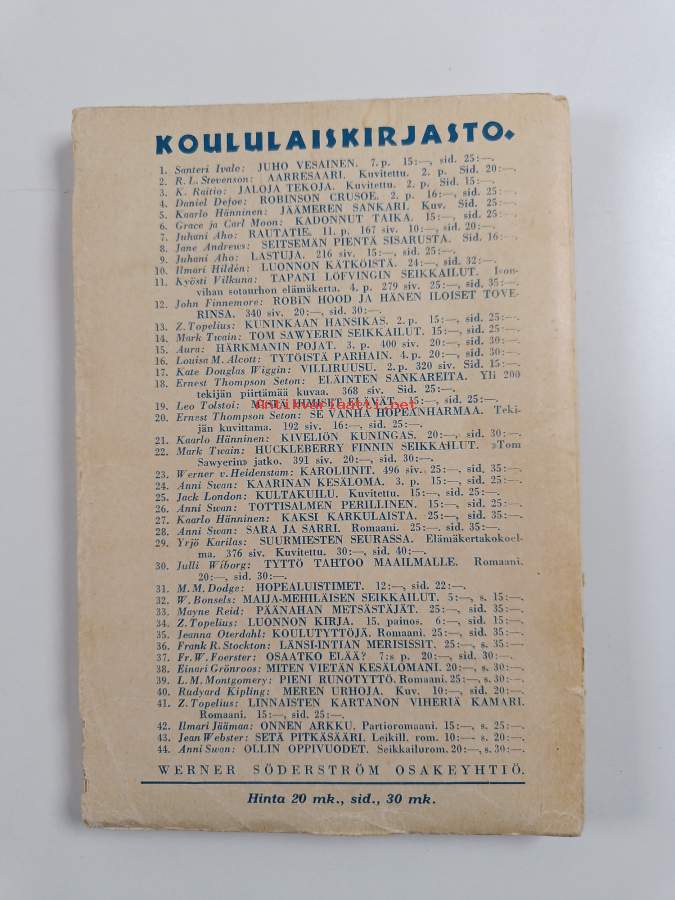 KOULULAISKIRJASTO.
1. Santeri Ivalo: JUHO VESAINEN. 7. p. 15:—, sid. 25:—.
2. R. L. Stevenson: AARRESAARI. Kuvitettu. 2. p. Sid. 20:—.
3. K. Raitio: JALOJA TEKOJA. Kuvitettu. 2. p. Sid. 15:—.
4. Daniel Defoe: ROBINSON CRUSOE. 2. p. 16:—, sid. 25:—.
5. Kaarlo Hänninen: JÄÄMEREN SANKARI. Kuv. Sid. 25:—.
6. Grace ja Carl Moon: KADONNUT TAIKA. 15:—, sid. 25:—.
7. Juhani Aho: RAUTATIE. 11. p. 167 siv. 10:—, sid. 20:—.
8. Jane Andrews: SEITSEMÄN PIENTÄ SISARUSTA. Sid. 16:—.
9. Juhani Aho: LASTUJA. 216 siv. 15:—, sid. 25:—.
10. Ilmari Hildén: LUONNON KÄTKÖISTÄ. 24:—, sid. 32:—.
11. Kyösti Vilkuna: TAPANI LÖFVINGIN SEIKKAILUT. Ison-
vihan sotaurhon elämäkerta. 4. p. 279 siv. 25:—, sid. 35:—.
12. John Finnemore: ROBIN HOOD JA HÄNEN ILOISET TOVE-
RINSA. 340 siv. 20:—, sid. 30:—.
13. Z. Topelius: KUNINKAAN HANSIKAS. 2. p. 15:—, sid. 25:—.
14. Mark Twain: TOM SAWYERIN SEIKKAILUT. 15:—, sid. 25:—.
15. Aura: HÄRKMANIN POJAT. 3. p. 400 siv. 20:—, sid. 30:—.
16. Louisa M. Alcott: TYTÖISTÄ PARHAIN. 4. p. 20:—, sid. 30:—.
17. Kate Douglas Wiggin: VILLIRUUSU. 2. p. 320 siv. Sid. 15:—.
18. Ernest Thompson Seton: ELÄINTEN SANKAREITA. Yli 200
tekijän piirtämää kuvaa. 368 siv. Sid. 25:—.
19. Leo Tolstoi: MISTÄ IHMISET ELÄVÄT. 15:—, sid. 25:—.
Antikvariaatti.net
20. Ernest Thompson Seton: SE VANHA HOPEANHARMAA. Teki-
jän kuvittama. 192 siv. 16:—, sid. 25:—.
21. Kaarlo Hänninen: KIVELIÖN KUNINGAS. 20:—, sid. 30:—.
22. Mark Twain: HUCKLEBERRY FINNIN SEIKKAILUT. »Tom
Sawyerin» jatko. 391 siv. 20:—, sid. 30:—.
23. Werner v. Heidenstam: KAROLIINIT. 496 siv. 25:—, sid. 35:—.
24. Anni Swan: KAARINAN KESÄLOMA. 3. p. 15:—, sid. 25:—.
25. Jack London: KULTAKUILU. Kuvitettu. 15:—, sid. 25:—.
26. Anni Swan: TOTTISALMEN PERILLINEN. 15:—, sid. 25:—.
27. Kaarlo Hänninen: KAKSI KARKULAISTA. 25:—, sid. 35:—.
28. Anni Swan: SARA JA SARRI. Romaani. 25:—. sid. 35:—.
29. Yrjö Karilas: SUURMIESTEN SEURASSA. Elämäkertakokoel-
ma. 376 siv. Kuvitettu. 30:—, sid. 40:—.
30. Julli Wiborg: TYTTÖ TAHTOO MAAILMALLE. Romaani.
20:—, sid. 30:—.
31. M. M. Dodge: HOPEALUISTIMET. 12:—, sid. 22:—.
32. W. Bonsels: MAIJA-MEHILÄISEN SEIKKAILUT. 5:—, s. 15:—.
33. Mayne Reid: PÄÄNAHAN METSÄSTÄJÄT. 25:—, sid. 35:—.
34. Z. Topelius: LUONNON KIRJA. 15. painos. 6:—, sid. 15:—.
35. Jeanna Oterdahl: KOULUTYTTÖJÄ. Romaani. 25:—, sid. 35:—.
36. Frank R. Stockton: LÄNSI-INTIAN MERISISSIT. 25:—, s. 35:—
37. Fr. W. Foerster: OSAATKO ELÄÄ? 7:s p. 20:—, sid. 30:—.
38. Einari Grönroos: MITEN VIETÄN KESÄLOMANI. 20:—, s. 30:—.
39. L. M. Montgomery: PIENI RUNOTYTTÖ. Romaani. 25:—, s. 30:—.
40. Rudyard Kipling: MEREN URHOJA. Kuv. 10:—, sid. 20:—.
41. Z. Topelius: LINNAISTEN KARTANON VIHERIÄ KAMARI.
Romaani. 15:—, sid. 25:—.
42. Ilmari Jäämaa: ONNEN ARKKU. Partioromaani. 15:—, s. 25:—.
43. Jean Webster: SETÄ PITKÄSÄÄRI. Leikill. rom. 10:— s. 20:—.
44. Anni Swan: OLLIN OPPIVUODET. Seikkailurom. 20:—, s. 30:—.
WERNER SÖDERSTRÖM OSAKEYHTIÖ.
Hinta 20 mk., sid., 30 mk.